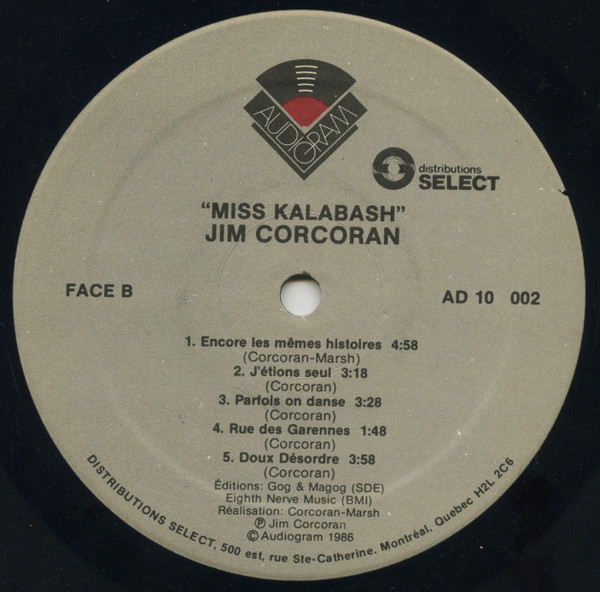 AUDIOGRAM
distributions
SELECT
"MISS KALABASH"
JIM CORCORAN
FACE B
AD 10 002
1. Encore les mêmes histoires 4:58
(Corcoran-Marsh)
2. J'étions seul 3:18
(Corcoran)
3. Parfois on danse 3:28
(Corcoran)
4. Rue des Garennes 1:48
(Corcoran)
5. Doux Désordre 3:58
(Corcoran)
Éditions: Gog & Magog (SDE)
Eighth Nerve Music (BMI)
Réalisation: Corcoran-Marsh
Ⓟ Jim Corcoran
© Audiogram 1986
DISTRIBUTIONS SELECT, 500 est, rue Ste-Catherine, Montréal, Quebec H2L 2C6